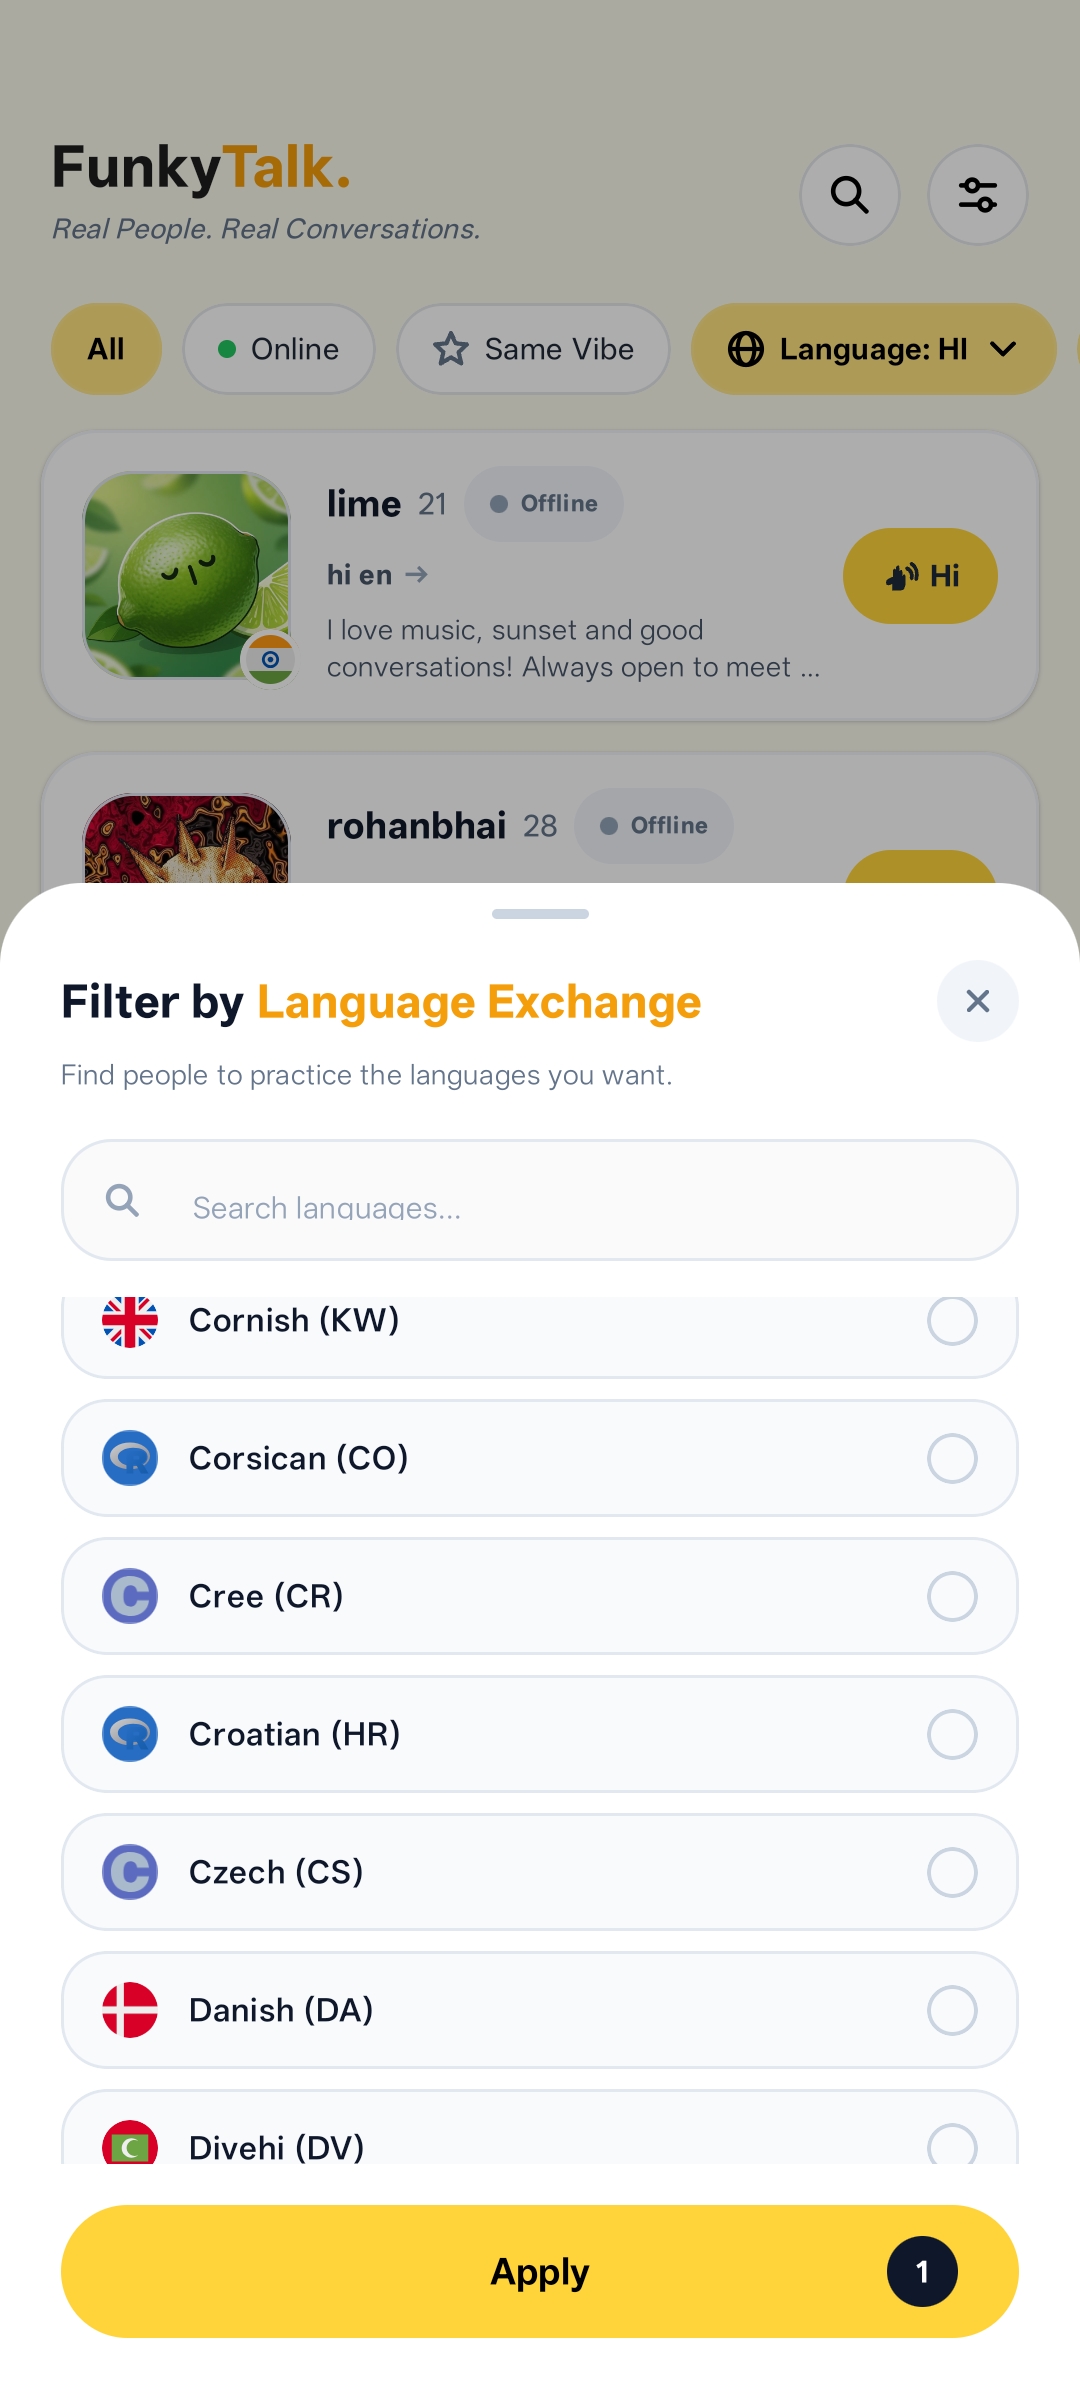 FunkyTalk.
Real People. Real Conversations.
All
Online
Same Vibe
Language: HI
lime 21 Offline
hi en →
Hi
I love music, sunset and good
conversations! Always open to meet ...
rohanbhai 28 Offline
Filter by Language Exchange
Find people to practice the languages you want.
Search languages...
Cornish (KW)
Corsican (CO)
Cree (CR)
Croatian (HR)
Czech (CS)
Danish (DA)
Divehi (DV)
Apply 1